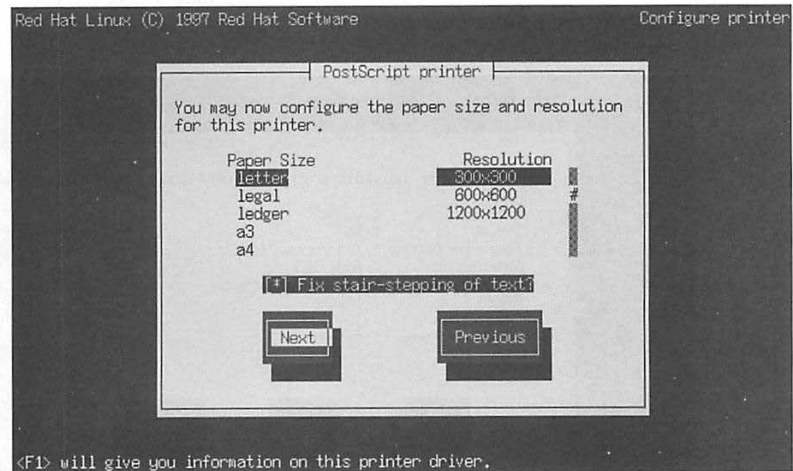 Red Hat Linux (C) 1997 Red Hat Software Configure printer
PostScript printer
You may now configure the paper size and resolution
for this printer.
Paper Size Resolution
letter 300x300
legal 600x600 #
ledger 1200x1200
a3
a4
[*] Fix stair-stepping of text?
Next Previous
<F1> will give you information on this printer driver.